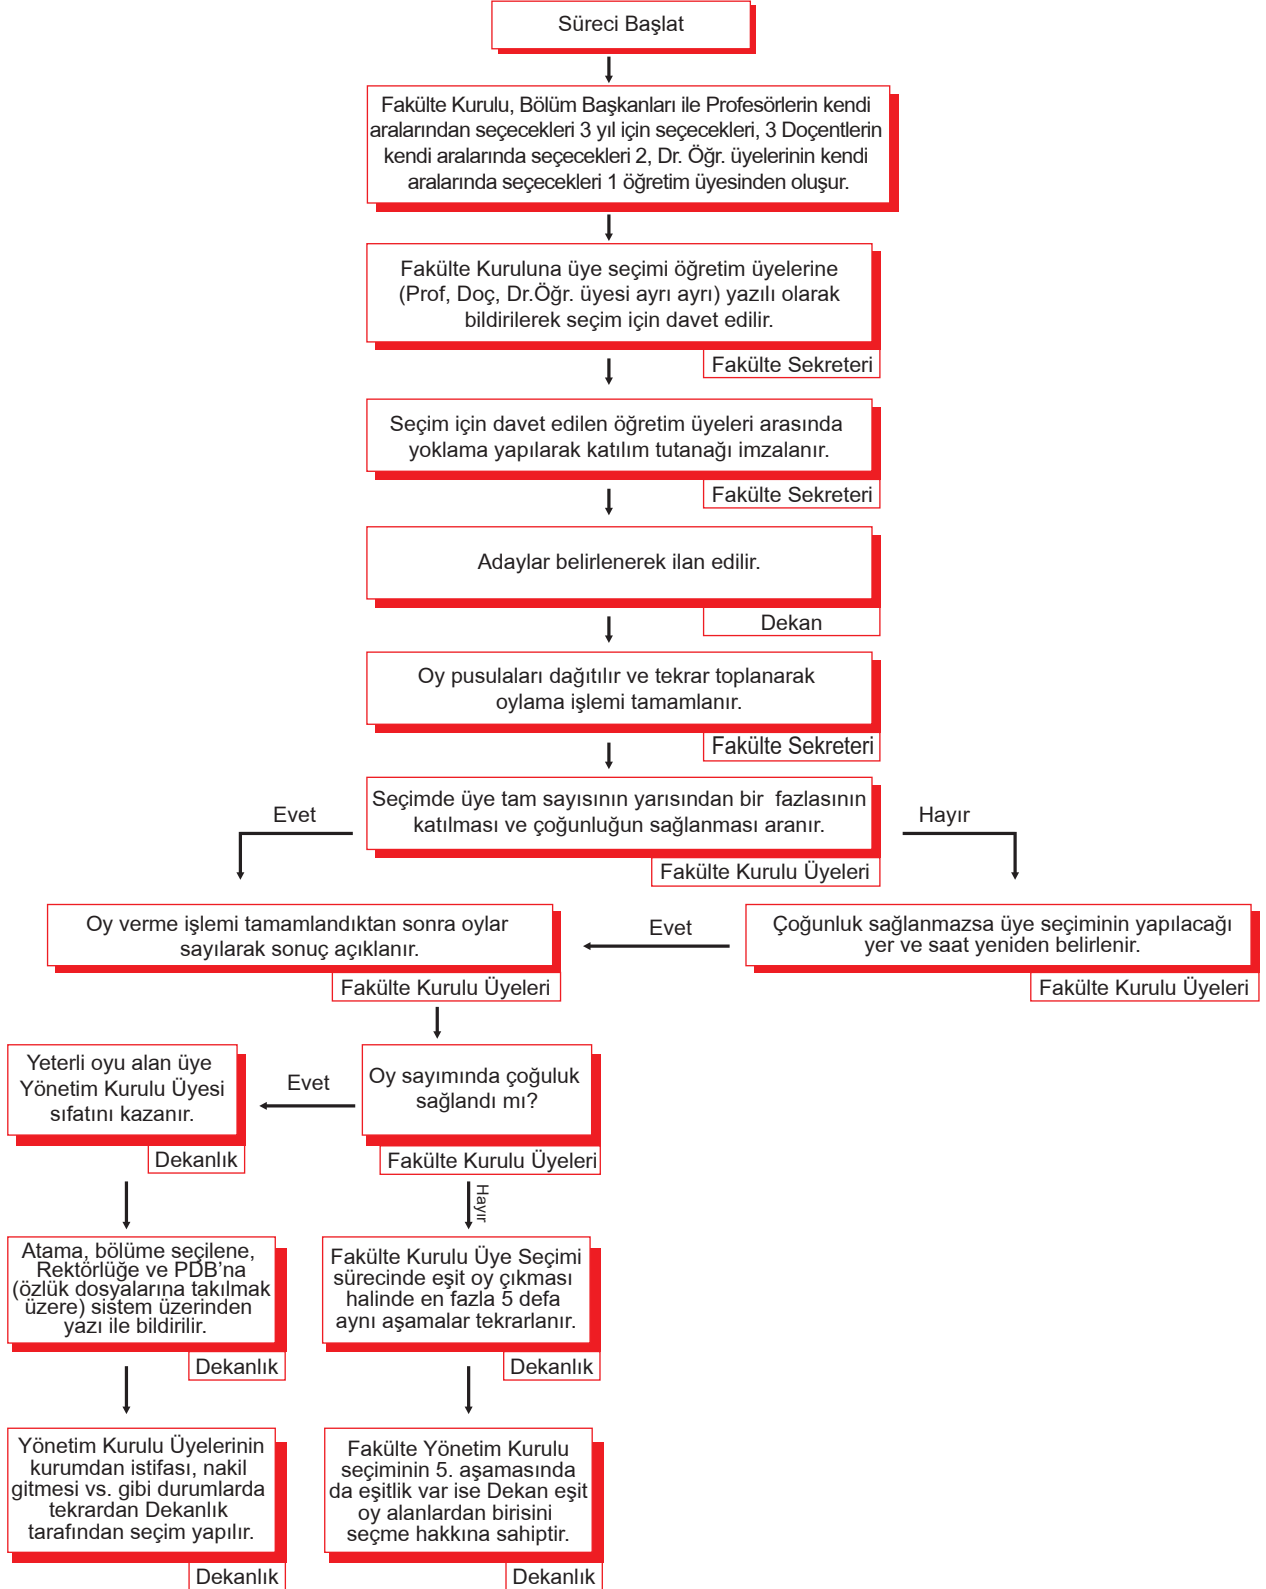 Süreci Başlat
Fakülte Kurulu, Bölüm Başkanları ile Profesörlerin kendi
aralarından seçecekleri 3 yıl için seçecekleri, 3 Doçentlerin
kendi aralarında seçecekleri 2, Dr. Öğr. üyelerinin kendi
aralarında seçecekleri 1 öğretim üyesinden oluşur.
Fakülte Kuruluna üye seçimi öğretim üyelerine
(Prof, Doç, Dr.Öğr. üyesi ayrı ayrı) yazılı olarak
bildirilerek seçim için davet edilir.
Fakülte Sekreteri
Seçim için davet edilen öğretim üyeleri arasında
yoklama yapılarak katılım tutanağı imzalanır.
Fakülte Sekreteri
Adaylar belirlenerek ilan edilir.
Dekan
Oy pusulaları dağıtılır ve tekrar toplanarak
oylama işlemi tamamlanır.
Fakülte Sekreteri
Seçimde üye tam sayısının yarısından bir  fazlasının
katılması ve çoğunluğun sağlanması aranır.
Fakülte Kurulu Üyeleri
Evet
Hayır
Oy verme işlemi tamamlandıktan sonra oylar
sayılarak sonuç açıklanır.
Fakülte Kurulu Üyeleri
Evet
Çoğunluk sağlanmazsa üye seçiminin yapılacağı
yer ve saat yeniden belirlenir.
Fakülte Kurulu Üyeleri
Yeterli oyu alan üye
Yönetim Kurulu Üyesi
sıfatını kazanır.
Dekanlık
Evet
Oy sayımında çoğuluk
sağlandı mı?
Fakülte Kurulu Üyeleri
Hayır
Atama, bölüme seçilene,
Rektörlüğe ve PDB’na
(özlük dosyalarına takılmak
üzere) sistem üzerinden
yazı ile bildirilir.
Dekanlık
Fakülte Kurulu Üye Seçimi
sürecinde eşit oy çıkması
halinde en fazla 5 defa
aynı aşamalar tekrarlanır.
Dekanlık
Yönetim Kurulu Üyelerinin
kurumdan istifası, nakil
gitmesi vs. gibi durumlarda
tekrardan Dekanlık
tarafından seçim yapılır.
Dekanlık
Fakülte Yönetim Kurulu
seçiminin 5. aşamasında
da eşitlik var ise Dekan eşit
oy alanlardan birisini
seçme hakkına sahiptir.
Dekanlık